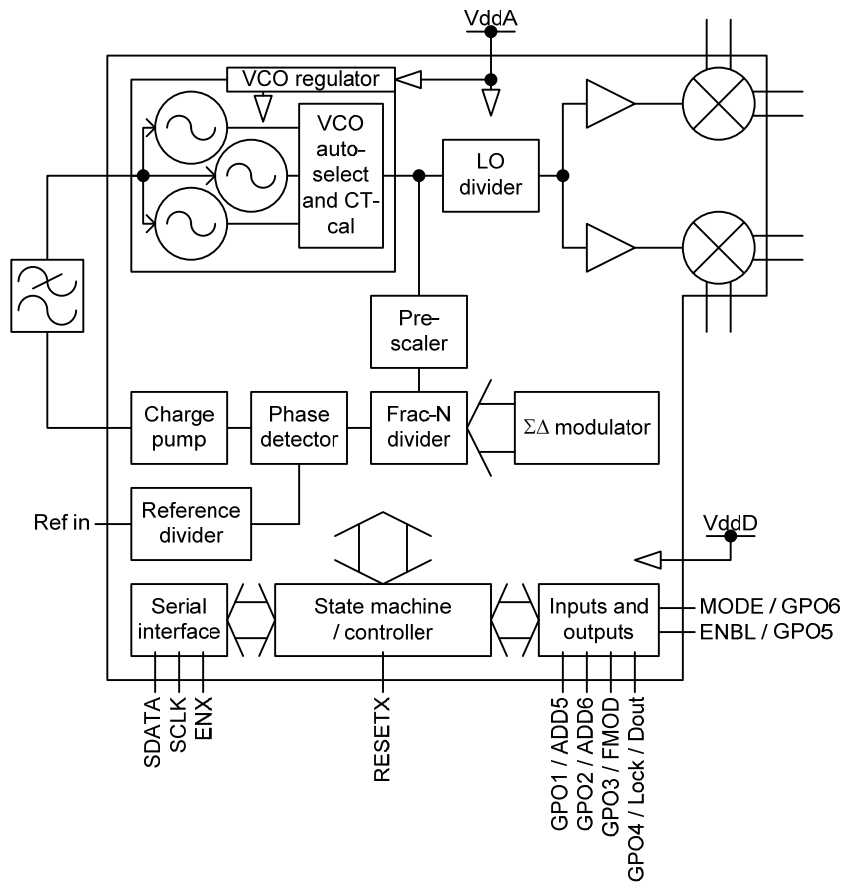 VddA
VCO regulator
VCO
auto-
select
and CT-
cal
LO
divider
Pre-
scaler
Charge
pump
Phase
detector
Frac-N
divider
ΣΔ modulator
Ref in
Reference
divider
VddD
Serial
interface
State machine
/ controller
Inputs and
outputs
MODE / GPO6
ENBL / GPO5
SDATA
SCLK
ENX
RESETX
GPO1 / ADD5
GPO2 / ADD6
GPO3 / FMOD
GPO4 / Lock / Dout